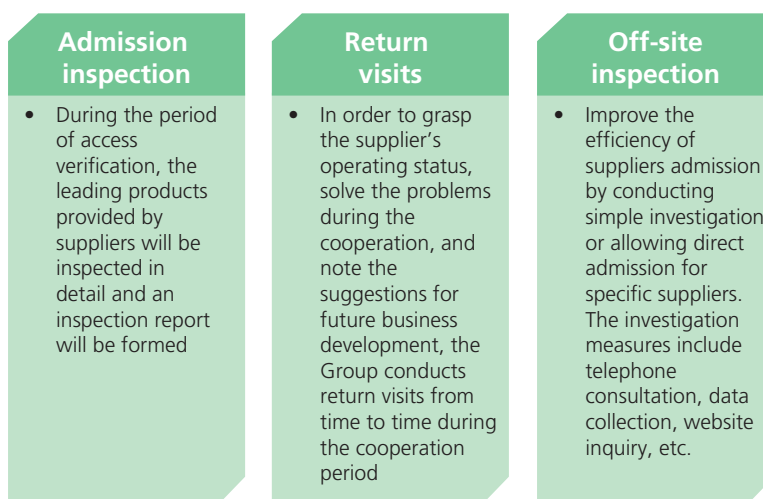 Admission
inspection
• During the period
of access
verification, the
leading products
provided by
suppliers will be
inspected in
detail and an
inspection report
will be formed
Return
visits
• In order to grasp
the supplier's
operating status,
solve the problems
during the
cooperation, and
note the
suggestions for
future business
development, the
Group conducts
return visits from
time to time during
the cooperation
period
Off-site
inspection
• Improve the
efficiency of
suppliers admission
by conducting
simple investigation
or allowing direct
admission for
specific suppliers.
The investigation
measures include
telephone
consultation, data
collection, website
inquiry, etc.